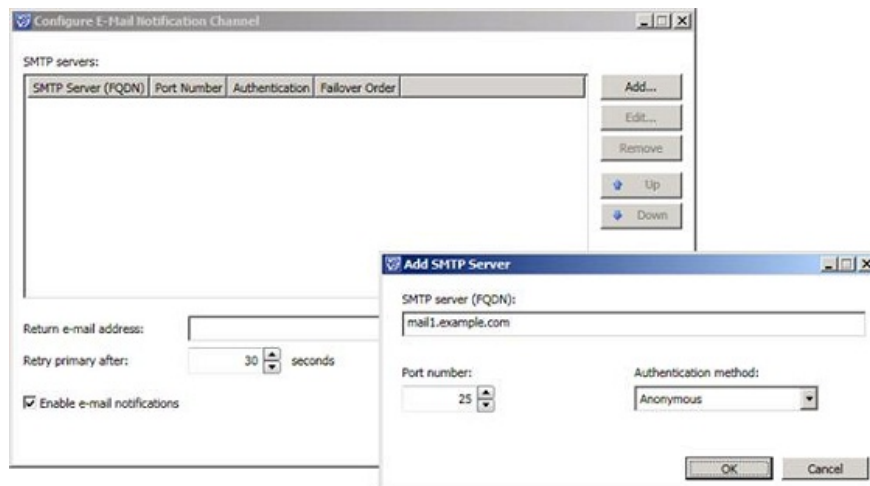 Configure E-Mail Notification Channel
SMTP servers:
SMTP Server (FQDN) Port Number Authentication Failover Order
Add...
Edit...
Remove
Up
Down
Return e-mail address:
Retry primary after: 30 seconds
Enable e-mail notifications
Add SMTP Server
SMTP server (FQDN):
mail1.example.com
Port number: Authentication method:
25 Anonymous
OK Cancel